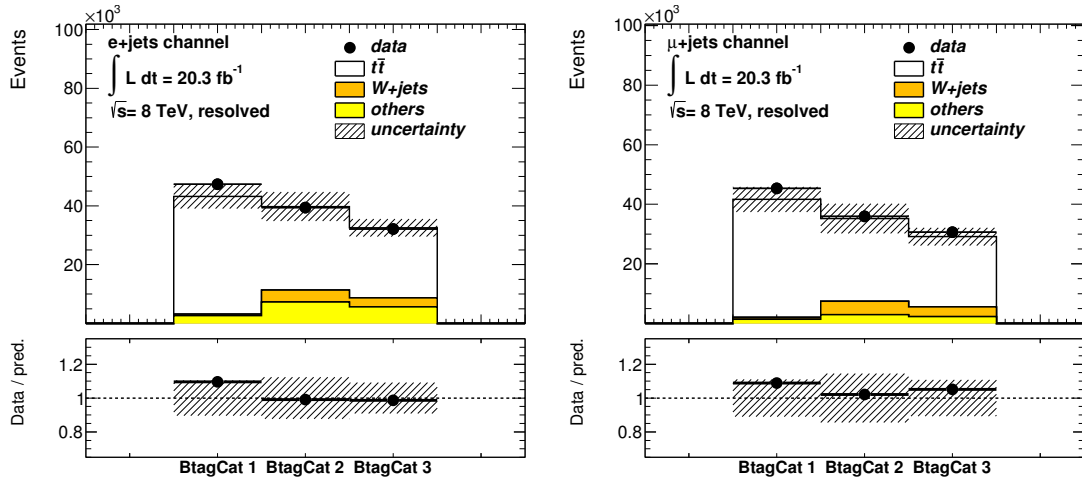 ×10³
Events
100
80
60
40
20
e+jets channel
∫ L dt = 20.3 fb⁻¹
√s= 8 TeV, resolved
data
tt̄
W+jets
others
uncertainty
Data / pred.
1.2
1
0.8
BtagCat 1 BtagCat 2 BtagCat 3
×10³
Events
100
80
60
40
20
μ+jets channel
∫ L dt = 20.3 fb⁻¹
√s= 8 TeV, resolved
data
tt̄
W+jets
others
uncertainty
Data / pred.
1.2
1
0.8
BtagCat 1 BtagCat 2 BtagCat 3